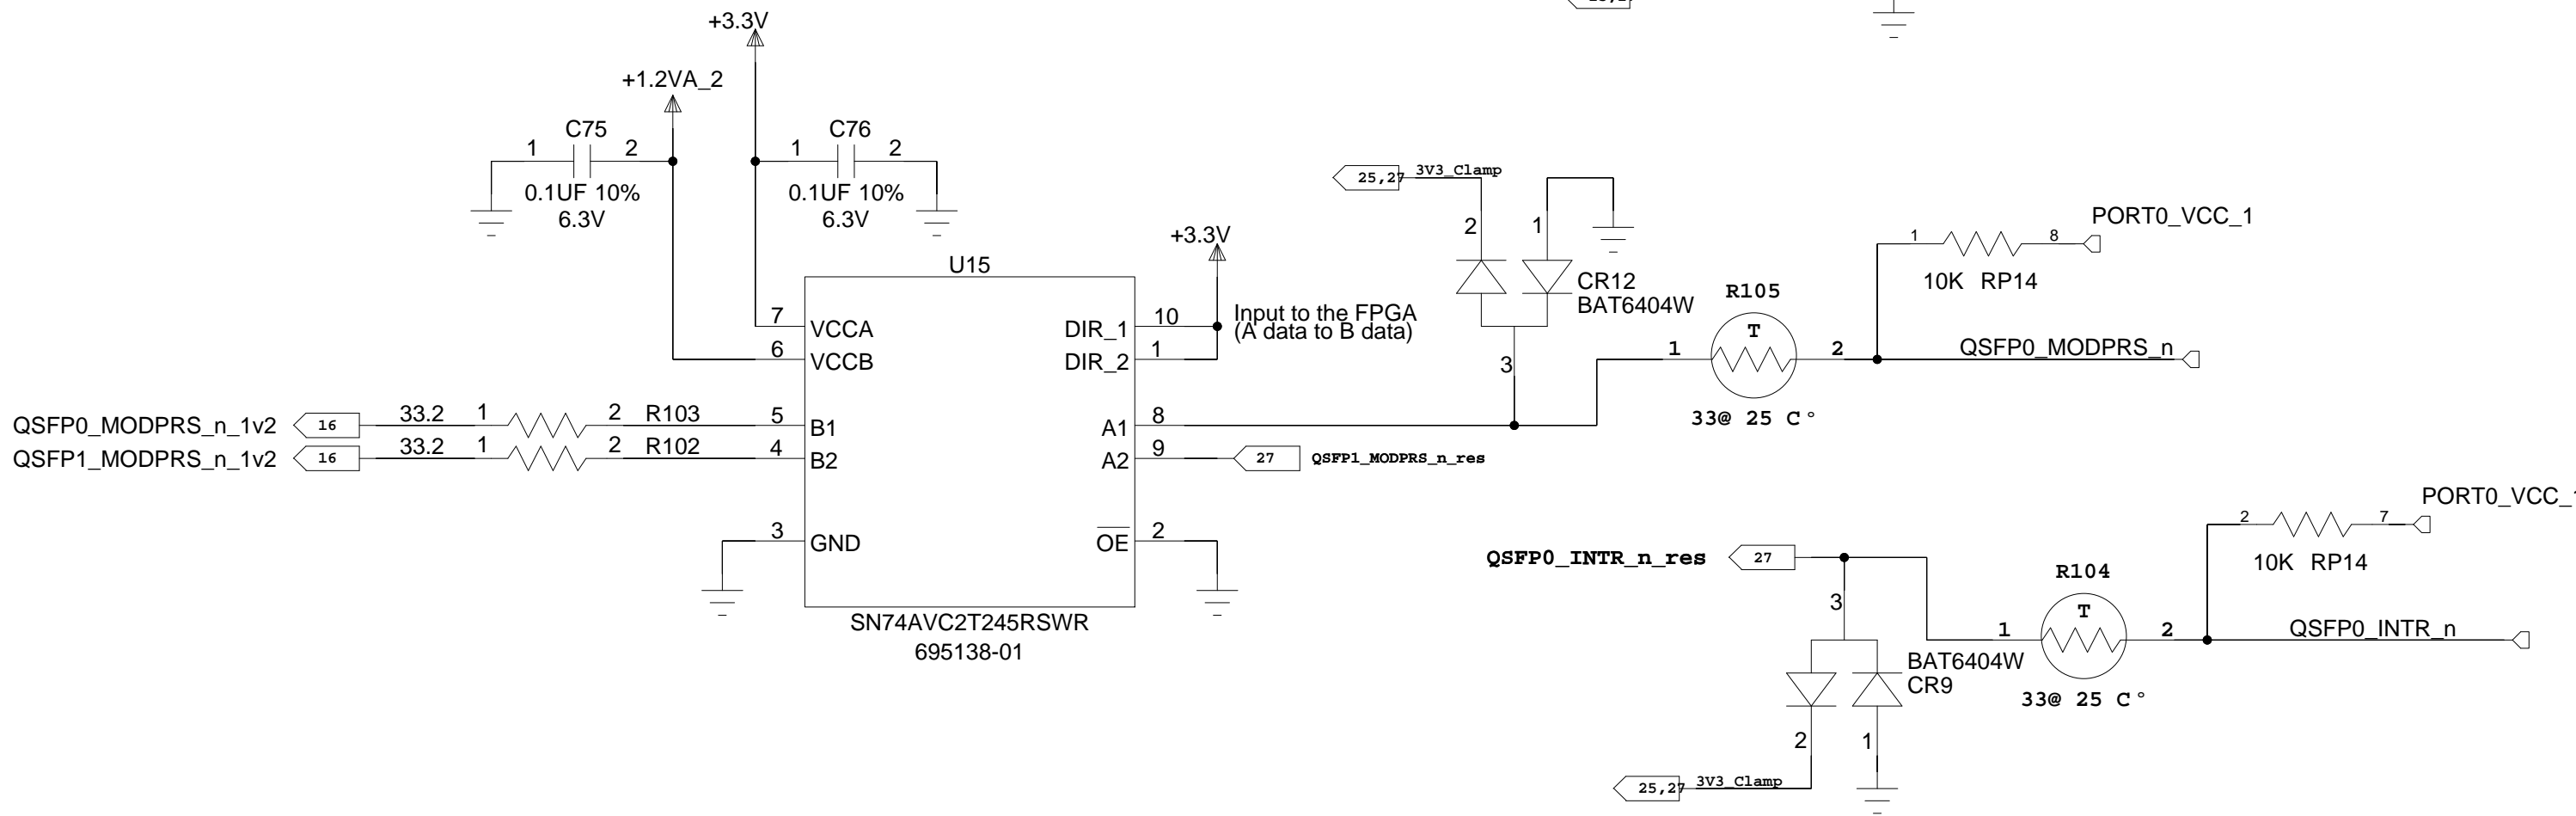 +3.3V
+1.2VA_2
C75
1
2
0.1UF 10%
6.3V
C76
1
2
0.1UF 10%
6.3V
U15
7
VCCA
6
VCCB
5
B1
4
B2
3
GND
DIR_1
10
DIR_2
1
A1
8
A2
9
OE
2
SN74AVC2T245RSWR
695138-01
+3.3V
Input to the FPGA
(A data to B data)
QSFP0_MODPRS_n_1v2
16
33.2
1
2
R103
QSFP1_MODPRS_n_1v2
16
33.2
1
2
R102
27
QSFP1_MODPRS_n_res
25,27
3V3_Clamp
2
1
CR12
BAT6404W
3
R105
T
1
2
33@ 25 C°
1
8
10K RP14
PORT0_VCC_1
QSFP0_MODPRS_n
QSFP0_INTR_n_res
27
3
BAT6404W
CR9
2
1
25,27
3V3_Clamp
R104
T
1
2
33@ 25 C°
2
7
10K RP14
PORT0_VCC_
QSFP0_INTR_n